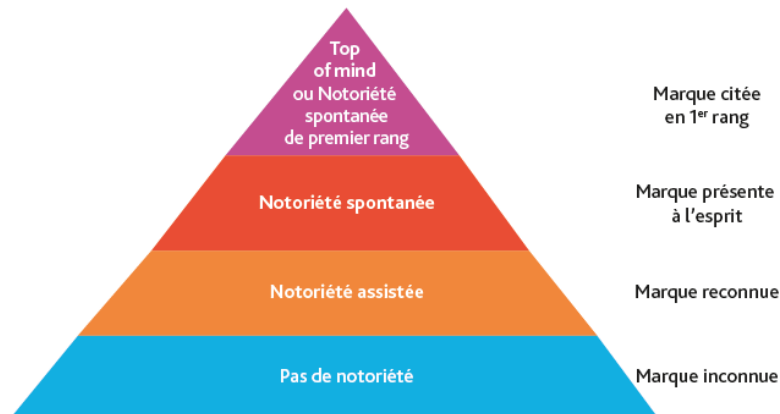 Top
of mind
ou Notoriété
spontanée
de premier rang
Marque citée
en 1er rang
Notoriété spontanée
Marque présente
à l'esprit
Notoriété assistée
Marque reconnue
Pas de notoriété
Marque inconnue